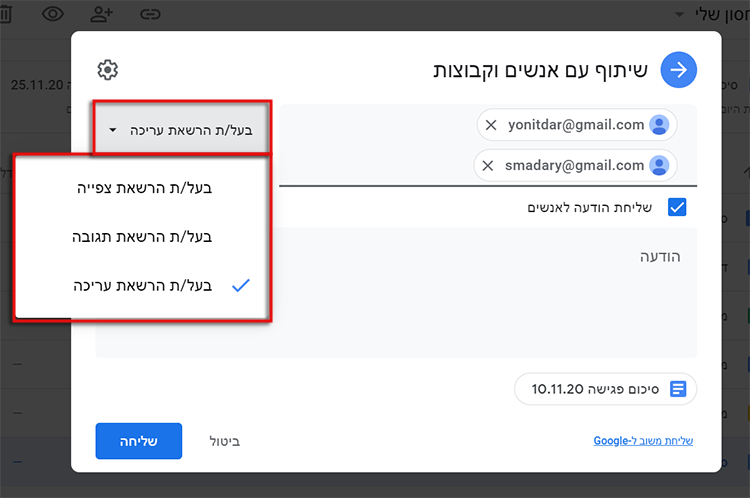 חסון שלי
25.11.20
שיתוף עם אנשים וקבוצות
yonitdar@gmail.com
בעל/ת הרשאת עריכה
smadary@gmail.com
בעל/ת הרשאת צפייה
שליחת הודעה לאנשים
בעל/ת הרשאת תגובה
הודעה
בעל/ת הרשאת עריכה
סיכום פגישה 10.11.20
שליחת משוב ל-Google
ביטול
שליחה